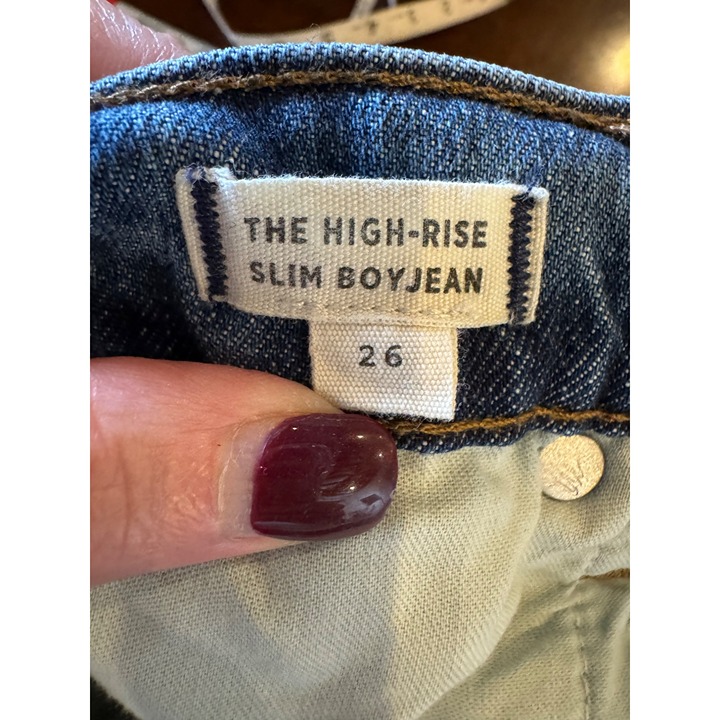 THE HIGH-RISE
SLIM BOYJEAN
26